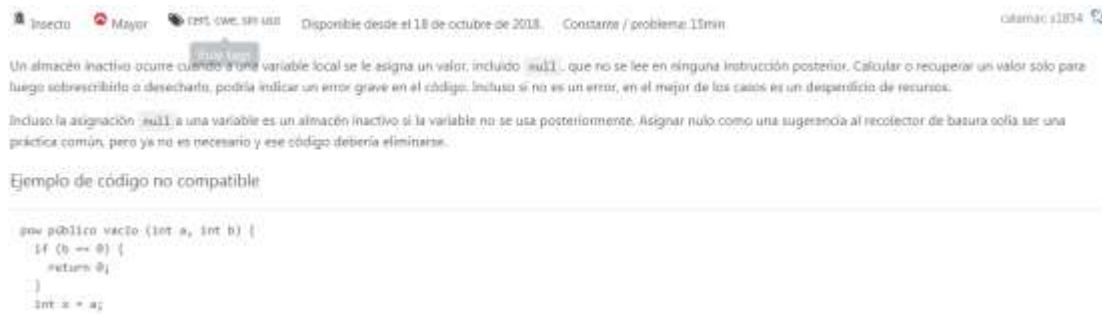 Insecto Mayor cert, cwe, sin uso Disponible desde el 18 de octubre de 2018. Constante / problema: 15min
Un almacén inactivo ocurre cuando a una variable local se le asigna un valor, incluido null, que no se lee en ninguna instrucción posterior. Calcular o recuperar un valor solo para
luego sobrescribirlo o desecharlo, podría indicar un error grave en el código. Incluso si no es un error, en el mejor de los casos es un desperdicio de recursos.
Incluso la asignación null a una variable es un almacén inactivo si la variable no se usa posteriormente. Asignar nulo como una sugerencia al recolector de basura solía ser una
práctica común, pero ya no es necesario y ese código debería eliminarse.
Ejemplo de código no compatible
pow público vacío (int a, int b) {
if (b == 0) {
return 0;
}
int x = a;